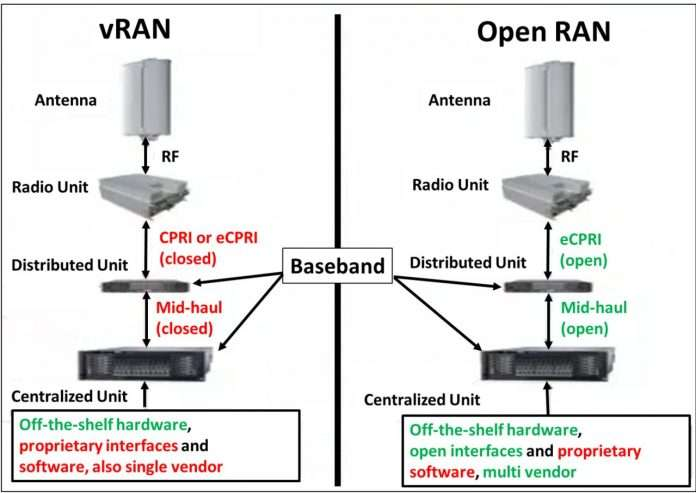 vRAN
Antenna
RF
Radio Unit
CPRI or eCPRI
(closed)
Distributed Unit
Mid-haul
(closed)
Centralized Unit
Off-the-shelf hardware,
proprietary interfaces and
software, also single vendor
Baseband
Open RAN
Antenna
RF
Radio Unit
eCPRI
(open)
Distributed Unit
Mid-haul
(open)
Centralized Unit
Off-the-shelf hardware,
open interfaces and proprietary
software, multi vendor